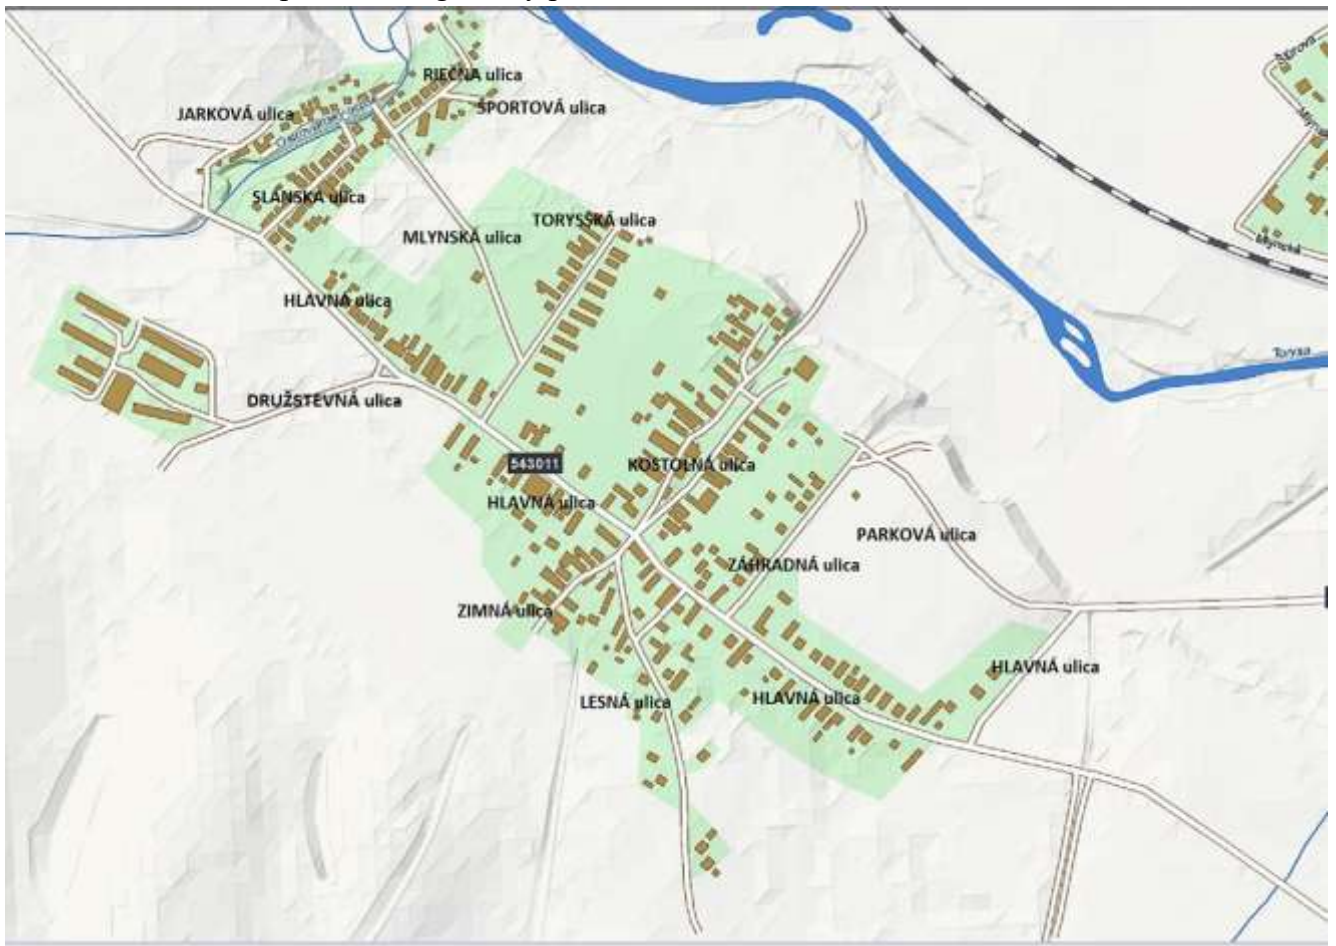 RIEČNA ulica
JARKOVÁ ulica
ŠPORTOVÁ ulica
SLÁNSKA ulica
TORYSSKÁ ulica
MLYNSKÁ ulica
Mlynská
HLAVNÁ ulica
Torysa
DRUŽSTEVNÁ ulica
543011
KOSTOLNÁ ulica
HLAVNÁ ulica
PARKOVÁ ulica
ZÁHRADNÁ ulica
ZIMNÁ ulica
HLAVNÁ ulica
LESNÁ ulica
HLAVNÁ ulica